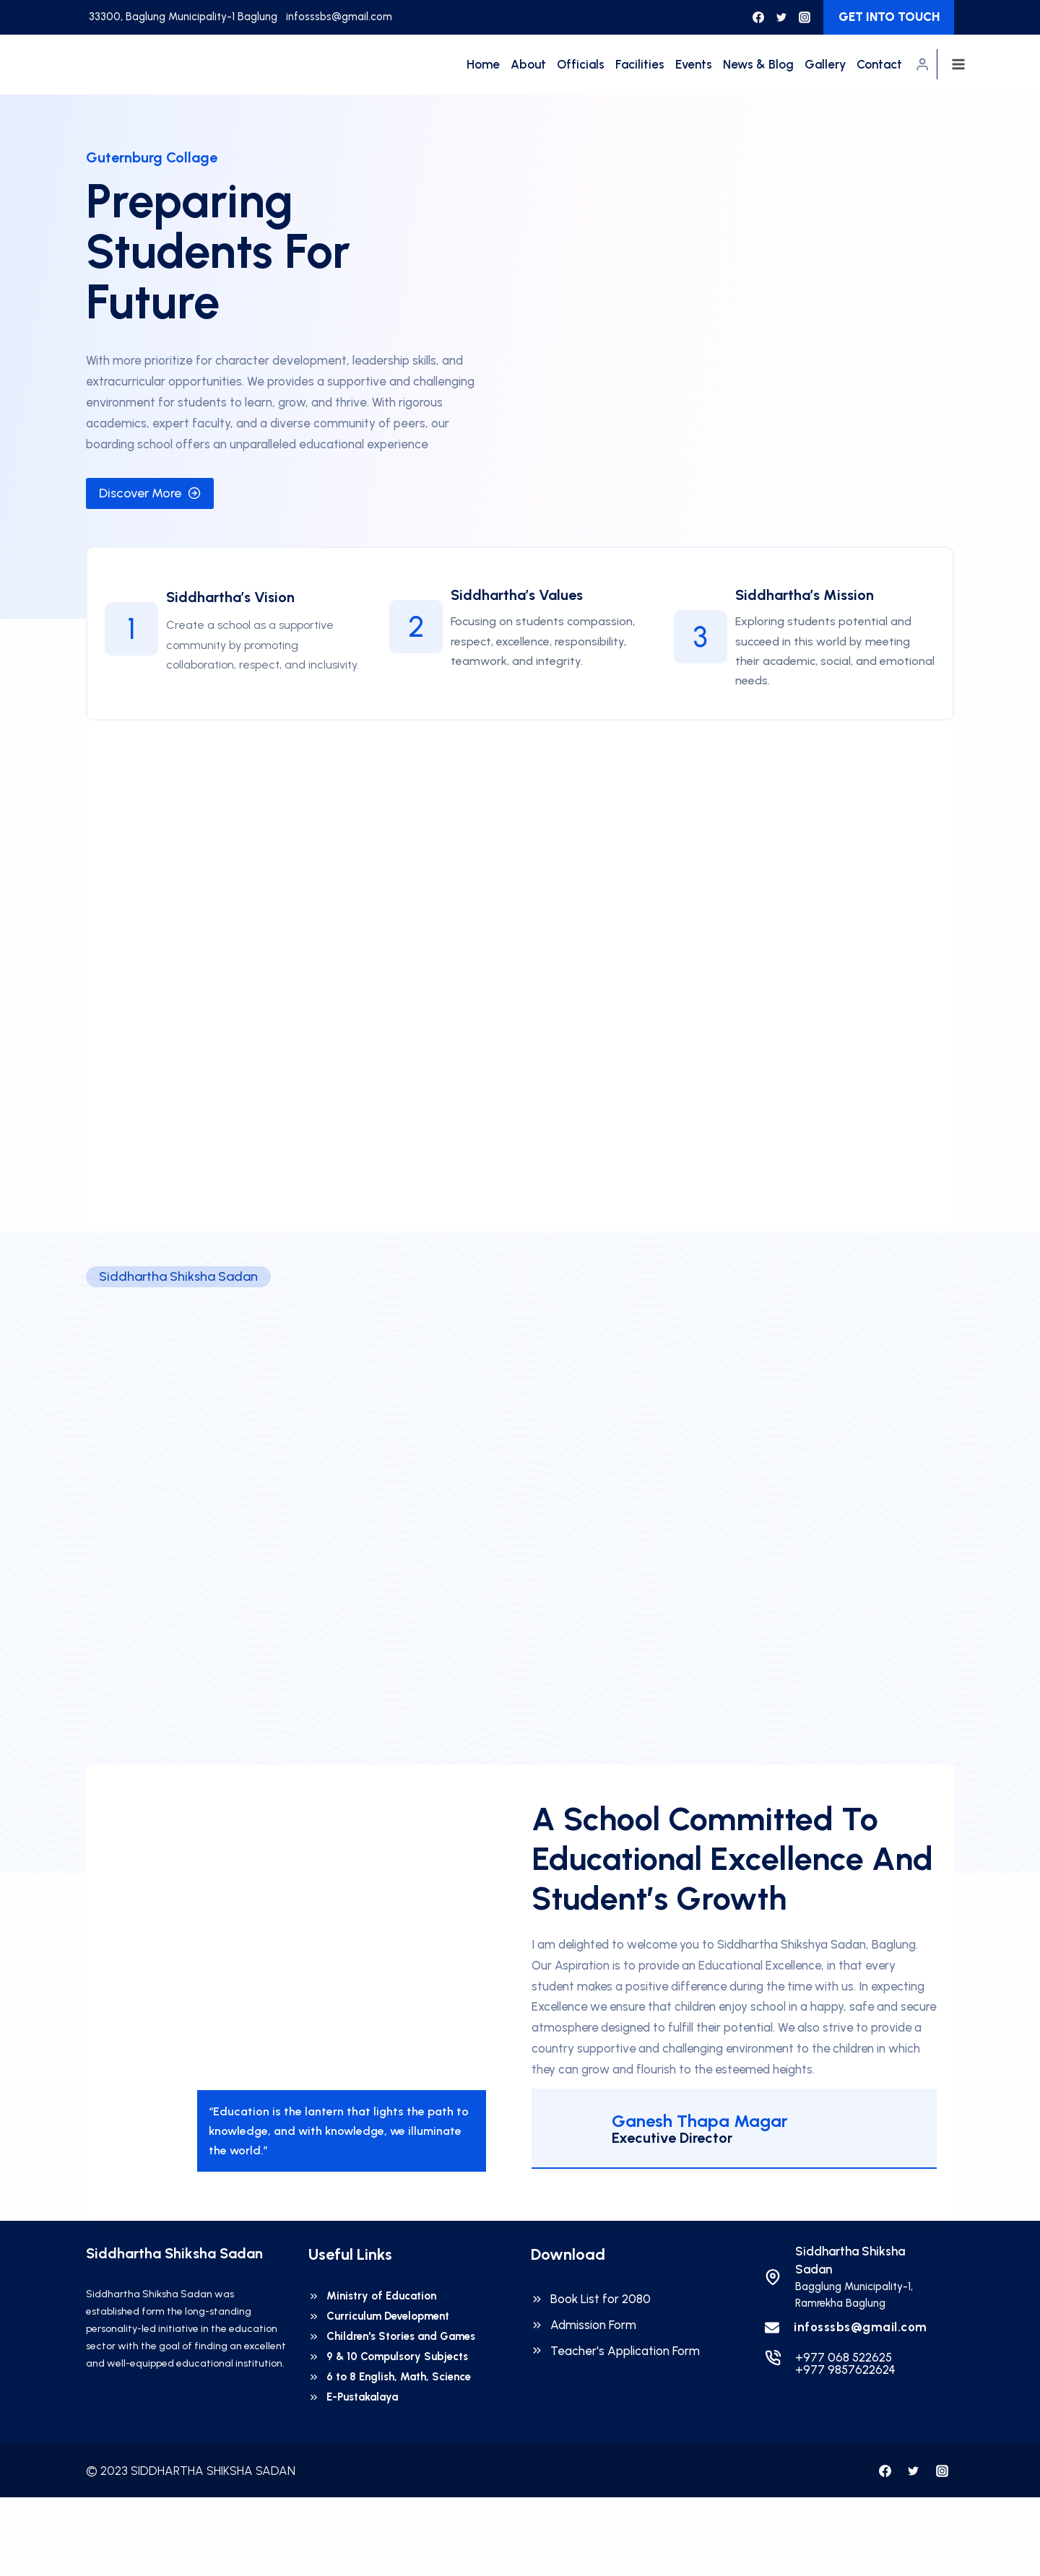 33300, Baglung Municipality-1 Baglung infosssbs@gmail.com
GET INTO TOUCH
Home About Officials Facilities Events News & Blog Gallery Contact
Guternburg Collage
Preparing
Students For
Future
With more prioritize for character development, leadership skills, and
extracurricular opportunities. We provides a supportive and challenging
environment for students to learn, grow, and thrive. With rigorous
academics, expert faculty, and a diverse community of peers, our
boarding school offers an unparalleled educational experience
Discover More
1
Siddhartha’s Vision
Create a school as a supportive
community by promoting
collaboration, respect, and inclusivity.
2
Siddhartha’s Values
Focusing on students compassion,
respect, excellence, responsibility,
teamwork, and integrity.
3
Siddhartha’s Mission
Exploring students potential and
succeed in this world by meeting
their academic, social, and emotional
needs.
Siddhartha Shiksha Sadan
A School Committed To
Educational Excellence And
Student’s Growth
I am delighted to welcome you to Siddhartha Shikshya Sadan, Baglung.
Our Aspiration is to provide an Educational Excellence, in that every
student makes a positive difference during the time with us. In expecting
Excellence we ensure that children enjoy school in a happy, safe and secure
atmosphere designed to fulfill their potential. We also strive to provide a
country supportive and challenging environment to the children in which
they can grow and flourish to the esteemed heights.
“Education is the lantern that lights the path to
knowledge, and with knowledge, we illuminate
the world.”
Ganesh Thapa Magar
Executive Director
Siddhartha Shiksha Sadan
Siddhartha Shiksha Sadan was
established form the long-standing
personality-led initiative in the education
sector with the goal of finding an excellent
and well-equipped educational institution.
Useful Links
Ministry of Education
Curriculum Development
Children's Stories and Games
9 & 10 Compulsory Subjects
6 to 8 English, Math, Science
E-Pustakalaya
Download
Book List for 2080
Admission Form
Teacher's Application Form
Siddhartha Shiksha
Sadan
Bagglung Municipality-1,
Ramrekha Baglung
infosssbs@gmail.com
+977 068 522625
+977 9857622624
© 2023 SIDDHARTHA SHIKSHA SADAN